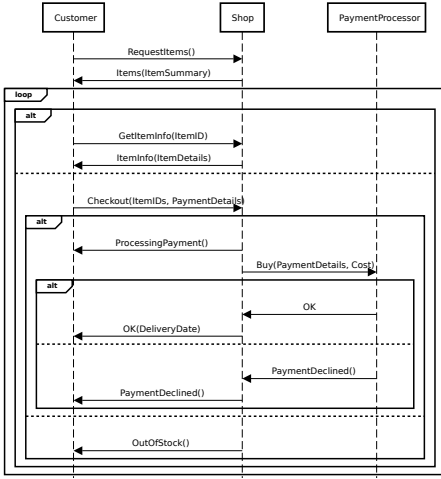 Customer
Shop
PaymentProcessor
RequestItems()
Items(ItemSummary)
loop
alt
GetItemInfo(ItemID)
ItemInfo(ItemDetails)
Checkout(ItemIDs, PaymentDetails)
alt
ProcessingPayment()
Buy(PaymentDetails, Cost)
alt
OK
OK(DeliveryDate)
PaymentDeclined()
PaymentDeclined()
OutOfStock()